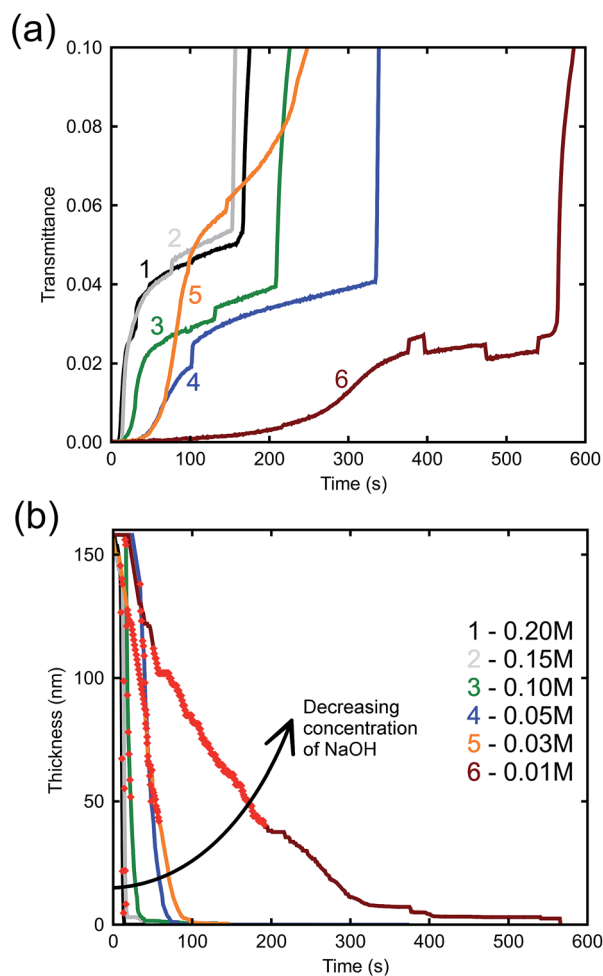 (a)
0.10
0.08
0.06
0.04
0.02
0.00
Transmittance
1
2
3
4
5
6
0 100 200 300 400 500 600
Time (s)
(b)
150
100
50
0
Thickness (nm)
1 - 0.20M
2 - 0.15M
3 - 0.10M
4 - 0.05M
5 - 0.03M
6 - 0.01M
Decreasing
concentration
of NaOH
0 100 200 300 400 500 600
Time (s)